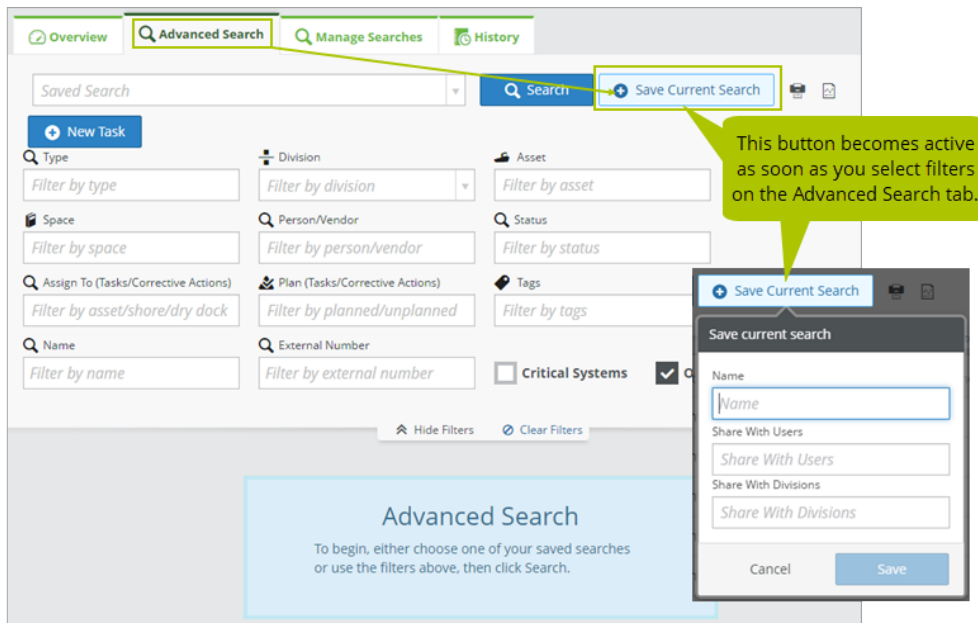 Overview
Advanced Search
Manage Searches
History
Saved Search
Search
Save Current Search
New Task
This button becomes active
as soon as you select filters
on the Advanced Search tab.
Type
Division
Asset
Filter by type
Filter by division
Filter by asset
Space
Person/Vendor
Status
Filter by space
Filter by person/vendor
Filter by status
Assign To (Tasks/Corrective Actions)
Plan (Tasks/Corrective Actions)
Tags
Filter by asset/shore/dry dock
Filter by planned/unplanned
Filter by tags
Name
External Number
Filter by name
Filter by external number
Critical Systems
Hide Filters
Clear Filters
Advanced Search
To begin, either choose one of your saved searches
or use the filters above, then click Search.
Save Current Search
Save current search
Name
Name
Share With Users
Share With Users
Share With Divisions
Share With Divisions
Cancel
Save